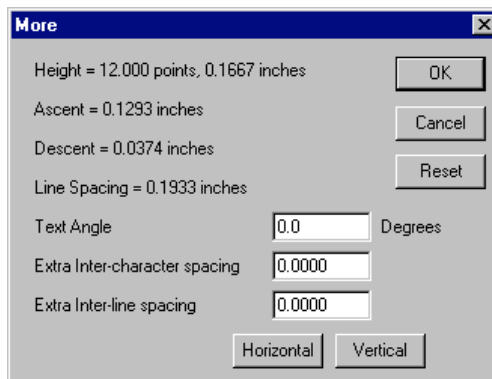 More
Height = 12.000 points, 0.1667 inches
OK
Ascent = 0.1293 inches
Cancel
Descent = 0.0374 inches
Reset
Line Spacing = 0.1933 inches
Text Angle 0.0 Degrees
Extra Inter-character spacing 0.0000
Extra Inter-line spacing 0.0000
Horizontal Vertical